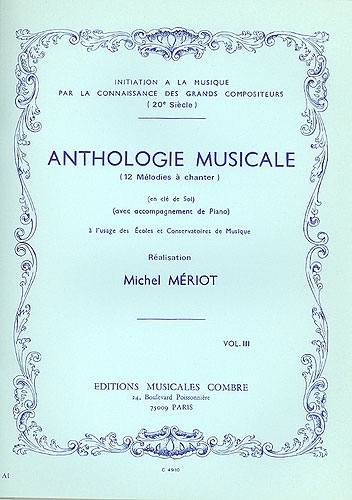 INITIATION A LA MUSIQUE
PAR LA CONNAISSANCE DES GRANDS COMPOSITEURS
(20e Siècle)
ANTHOLOGIE MUSICALE
(12 Mélodies à chanter)
(en clé de Sol)
(avec accompagnement de Piano)
à l'usage des Écoles et Conservatoires de Musique
Réalisation
Michel MÉRIOT
VOL. III
EDITIONS MUSICALES COMBRE
24, Boulevard Poissonnière
75009 PARIS
A1
C 4910